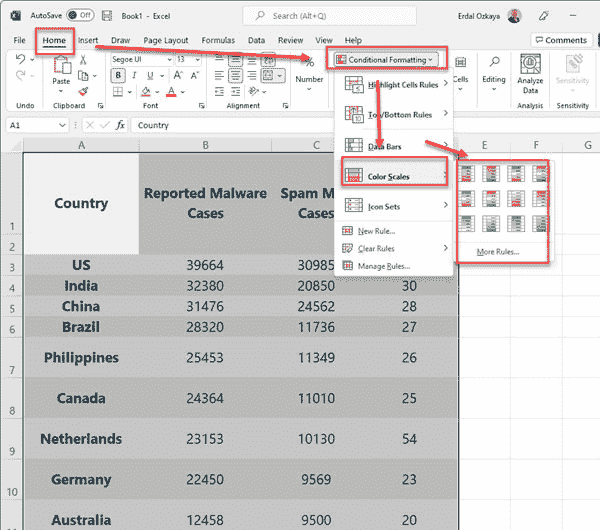 AutoSave Off Book1 - Excel Search (Alt+Q) Erdal Ozkaya
File Home Insert Draw Page Layout Formulas Data Review View Comments
Undo Paste Clipboard
Segoe UI 13
B I U
Font Alignment
% Number
Conditional Formatting
Cells
Editing
Analyze Data
Analysis
Sensitivity
Sensitivity
Highlight Cells Rules
Top/Bottom Rules
Data Bars
Color Scales
Icon Sets
New Rule...
Clear Rules
Manage Rules...
More Rules...
A1 fx Country
A B C E F G
1 Country Reported Malware Cases Spam M
Cases
2
3 US 39664 30985
4 India 32380 20850 30
5 China 31476 24562 28
6 Brazil 28320 11736 27
7 Philippines 25453 11349 26
8 Canada 24364 11010 25
9 Netherlands 23153 10130 54
10 Germany 22450 9569 23
Australia 12458 9500 20